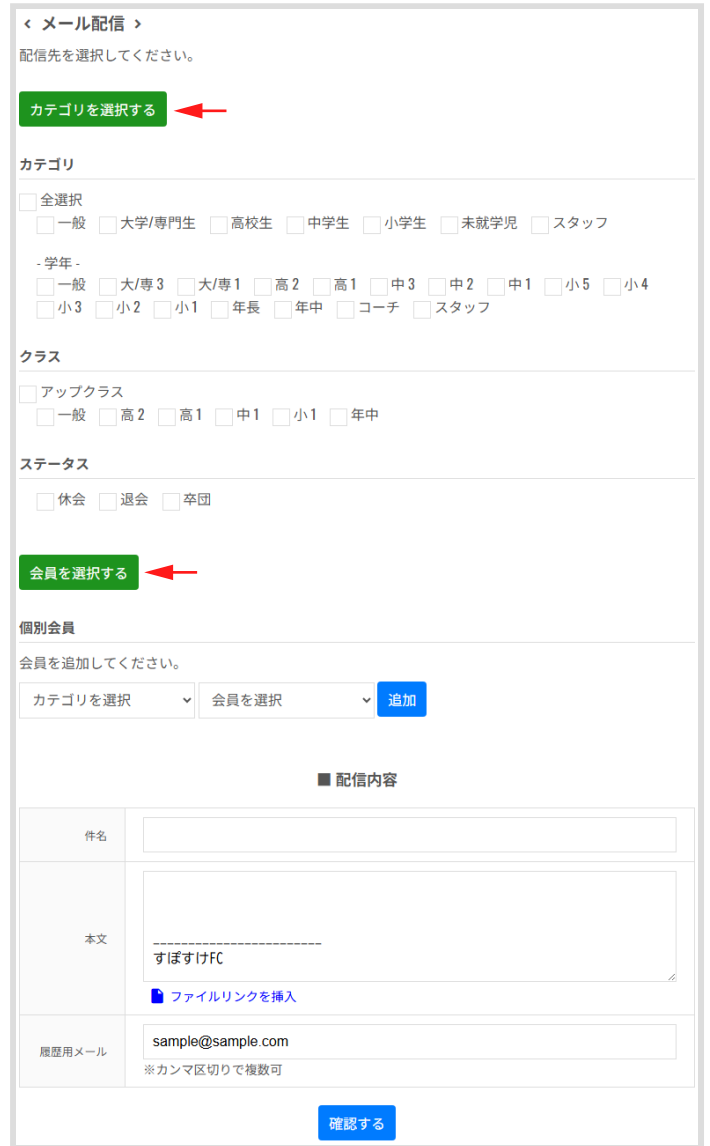 ‹ メール配信 ›
配信先を選択してください。
カテゴリを選択する
カテゴリ
全選択
一般 大学/専門生 高校生 中学生 小学生 未就学児 スタッフ
- 学年 -
一般 大/専3 大/専1 高2 高1 中3 中2 中1 小5 小4
小3 小2 小1 年長 年中 コーチ スタッフ
クラス
アップクラス
一般 高2 高1 中1 小1 年中
ステータス
休会 退会 卒団
会員を選択する
個別会員
会員を追加してください。
カテゴリを選択 会員を選択 追加
■ 配信内容
件名
本文
------------------------
すぽすけFC
ファイルリンクを挿入
履歴用メール
sample@sample.com
※カンマ区切りで複数可
確認する